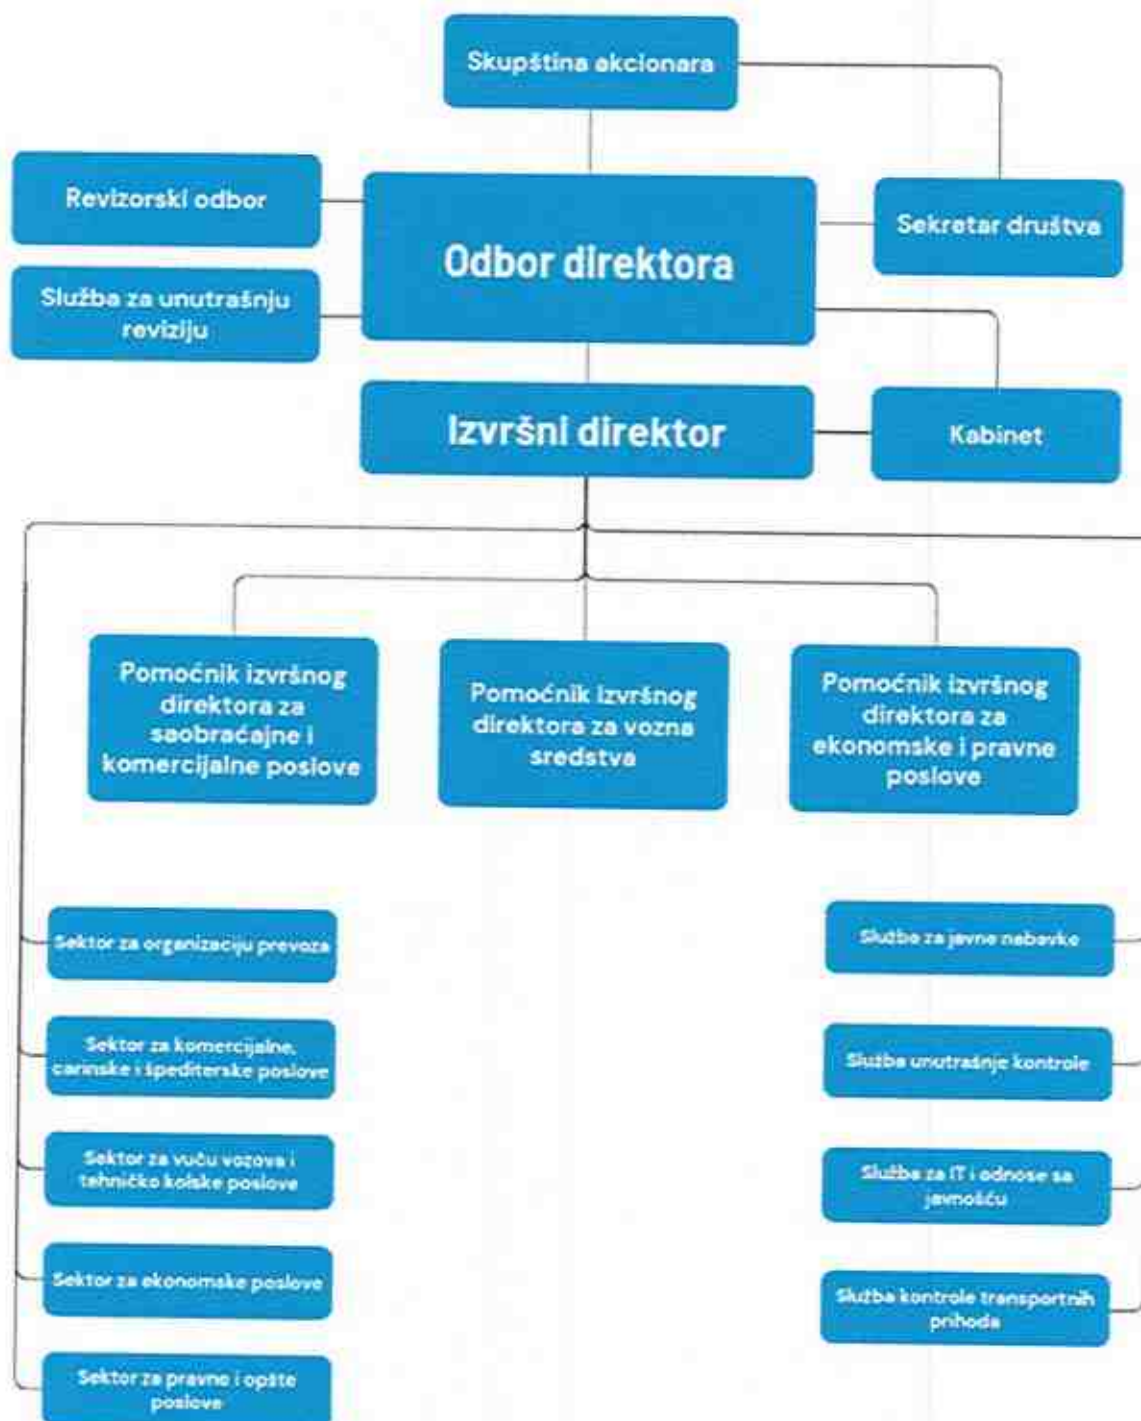 Skupština akcionara
Revizorski odbor
Odbor direktora
Sekretar društva
Služba za unutrašnju
reviziju
Izvršni direktor
Kabinet
Pomoćnik izvršnog
direktora za
saobraćajne i
komercijalne poslove
Pomoćnik izvršnog
direktora za vozna
sredstva
Pomoćnik izvršnog
direktora za
ekonomske i pravne
poslove
Sektor za organizaciju prevoza
Sektor za komercijalne,
carinske i špediterske poslove
Sektor za vuču vozova i
tehničko kolske poslove
Sektor za ekonomske poslove
Sektor za pravne i opšte
poslove
Služba za javne nabavke
Služba unutrašnje kontrole
Služba za IT i odnose sa
javnošću
Služba kontrole transportnih
prihoda